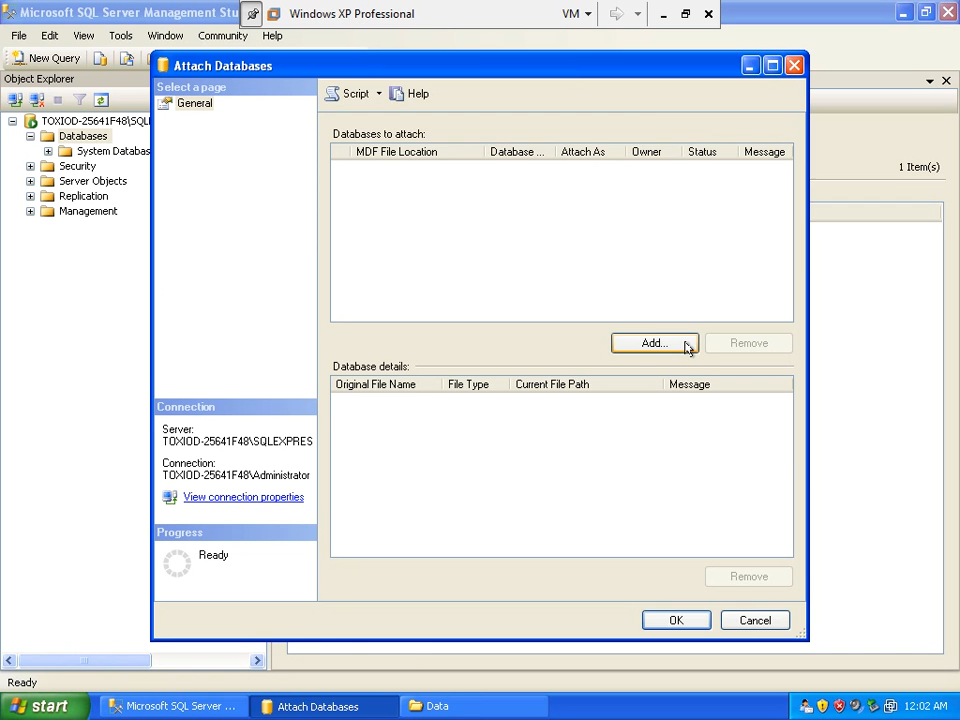 Microsoft SQL Server Management Stu
Windows XP Professional
VM
File Edit View Tools Window Community Help
New Query
Object Explorer
TOXIOD-25641F48\SQL
Databases
System Databas
Security
Server Objects
Replication
Management
1 Item(s)
Attach Databases
Select a page
General
Script Help
Databases to attach:
MDF File Location Database ... Attach As Owner Status Message
Add... Remove
Database details:
Original File Name File Type Current File Path Message
Connection
Server:
TOXIOD-25641F48\SQLEXPRES
Connection:
TOXIOD-25641F48\Administrator
View connection properties
Progress
Ready
Remove
OK Cancel
Ready
start Microsoft SQL Server ... Attach Databases Data 12:02 AM